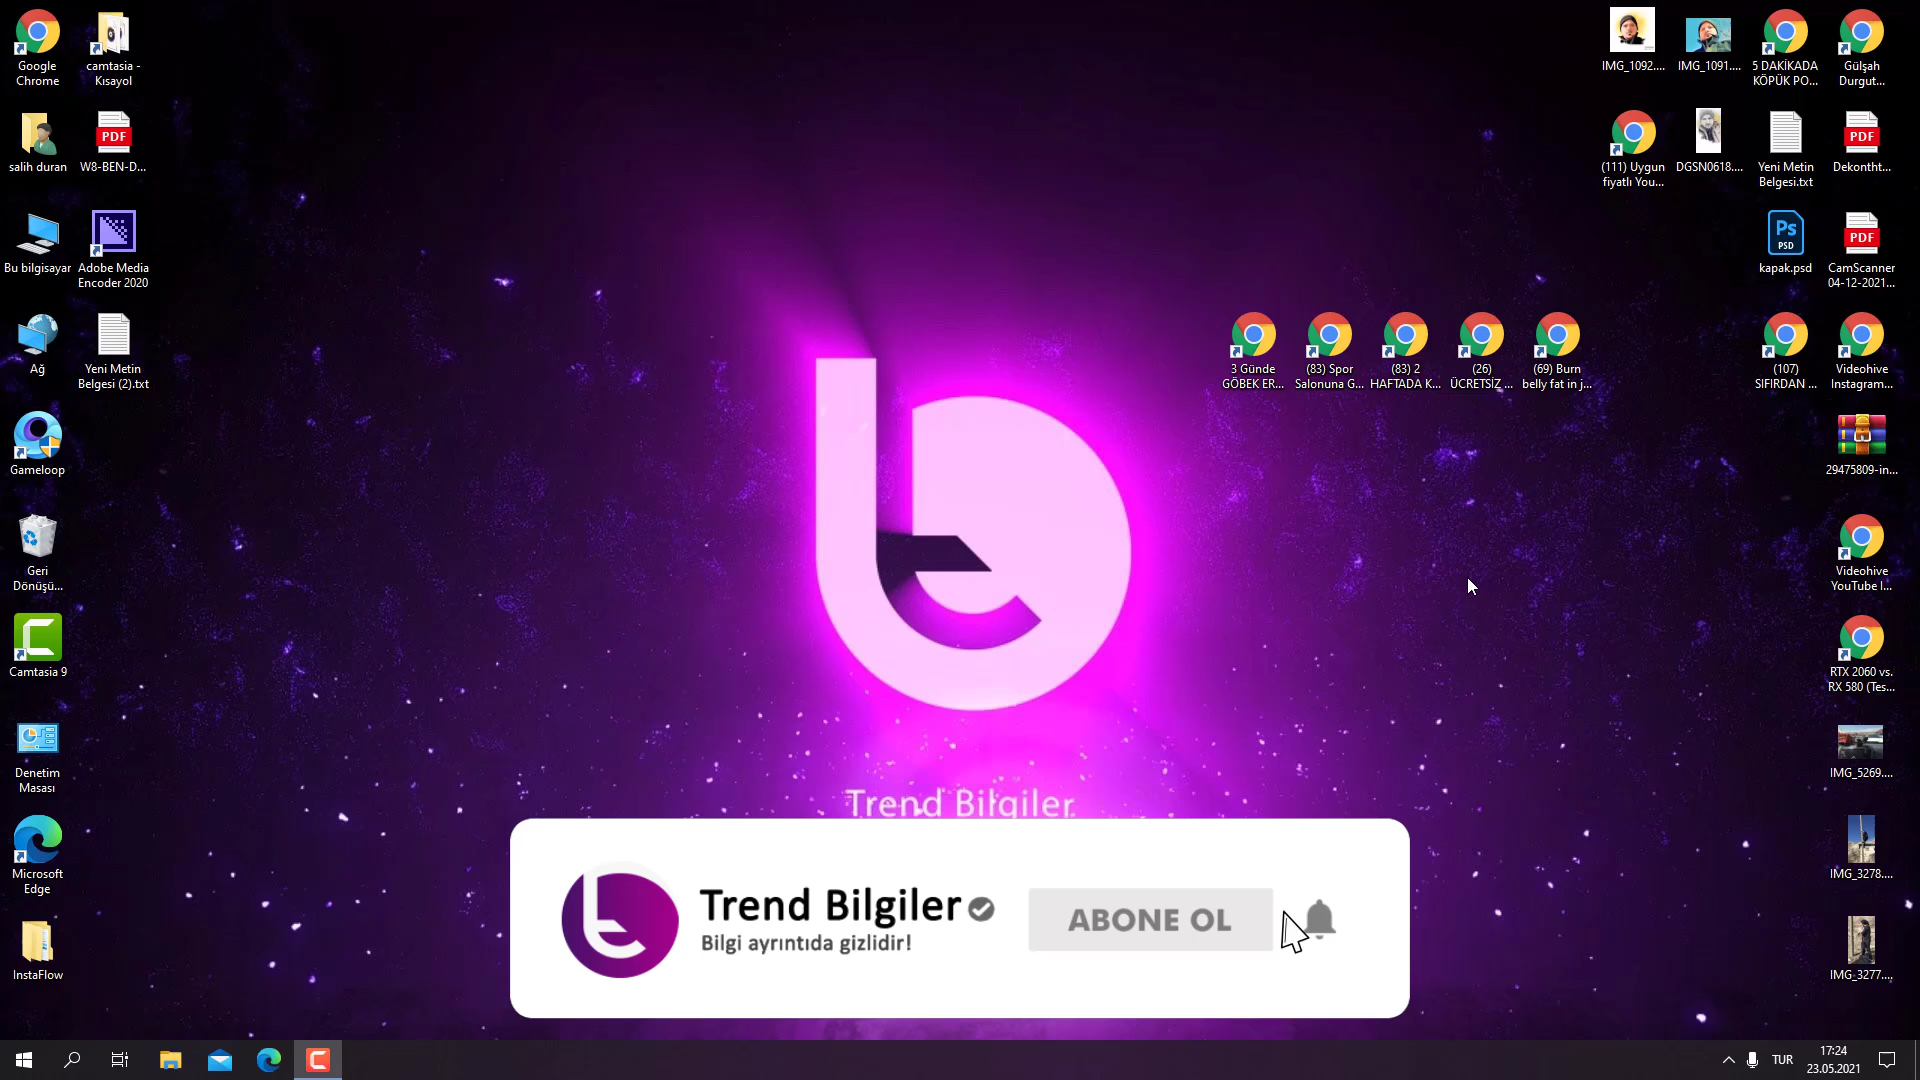 Google
Chrome
camtasia -
Kısayol
salih duran
W8-BEN-D...
Bu bilgisayar
Adobe Media
Encoder 2020
Ağ
Yeni Metin
Belgesi (2).txt
Gameloop
Geri
Dönüşü...
Camtasia 9
Denetim
Masası
Microsoft
Edge
InstaFlow
IMG_1092....
IMG_1091....
5 DAKİKADA
KÖPÜK PO...
Gülşah
Durgut...
(111) Uygun
fiyatlı You...
DGSN0618....
Yeni Metin
Belgesi.txt
PDF
Dekontht...
Ps
PSD
kapak.psd
PDF
CamScanner
04-12-2021...
3 Günde
GÖBEK ER...
(83) Spor
Salonuna G...
(83) 2
HAFTADA K...
(26)
ÜCRETSİZ ...
(69) Burn
belly fat in j...
(107)
SIFIRDAN ...
Videohive
Instagram...
29475809-in...
Videohive
YouTube I...
RTX 2060 vs.
RX 580 (Tes...
IMG_5269....
IMG_3278....
IMG_3277....
PDF
Trend Bilgiler
Trend Bilgiler
Bilgi ayrıntıda gizlidir!
ABONE OL
TUR
17:24
23.05.2021